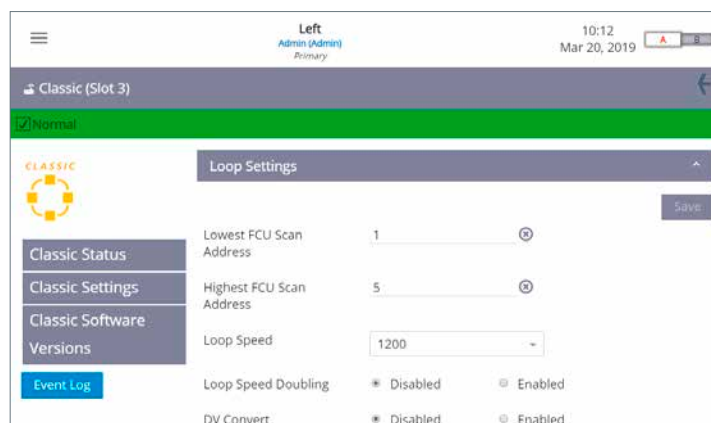 Left
Admin (Admin)
Primary
10:12
Mar 20, 2019
A B
Classic (Slot 3)
Normal
CLASSIC
Loop Settings
Save
Classic Status
Classic Settings
Classic Software
Versions
Event Log
Lowest FCU Scan
Address
1
Highest FCU Scan
Address
5
Loop Speed
1200
Loop Speed Doubling
Disabled Enabled
DV Convert
Disabled Enabled